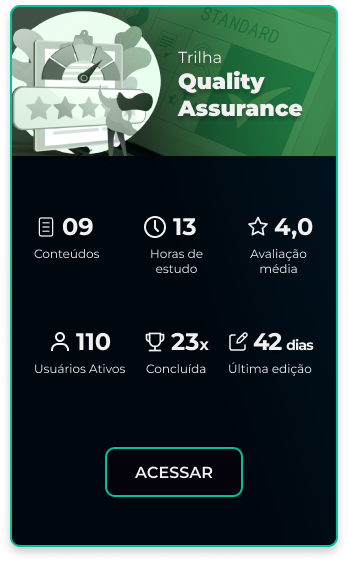 STANDARD
Trilha
Quality
Assurance
09
Conteúdos
13
Horas de
estudo
4,0
Avaliação
média
110
Usuários Ativos
23x
Concluída
42 dias
Última edição
ACESSAR